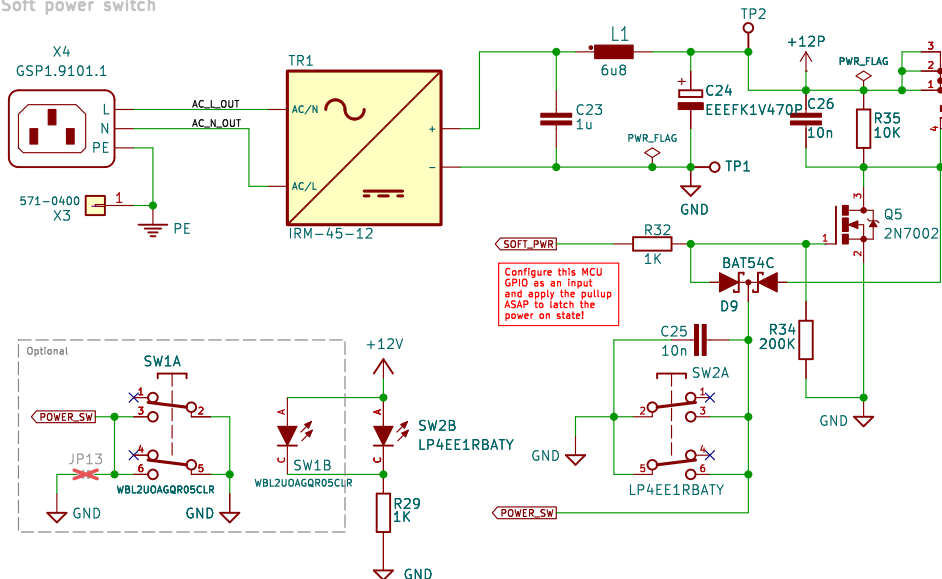 Soft power switch
X4
GSP1.9101.1
L
N
PE
AC_L_OUT
AC_N_OUT
571-0400
X3
1
PE
TR1
AC/N
AC/L
+
−
IRM-45-12
L1
6u8
TP2
+12P
PWR_FLAG
C23
1u
+
C24
EEEFK1V470P
C26
10n
R35
10K
3
2
1
4
PWR_FLAG
TP1
GND
SOFT_PWR
R32
1K
3
1
2
Q5
2N7002
Configure this MCU
GPIO as an input
and apply the pullup
ASAP to latch the
power on state!
BAT54C
D9
C25
10n
R34
200K
SW2A
1
2
3
4
5
6
GND
GND
LP4EE1RBATY
POWER_SW
Optional
SW1A
1
3
2
POWER_SW
4
6
5
JP13
WBL2UOAGQR05CLR
GND
GND
+12V
A
C
SW1B
WBL2UOAGQR05CLR
A
C
SW2B
LP4EE1RBATY
R29
1K
GND